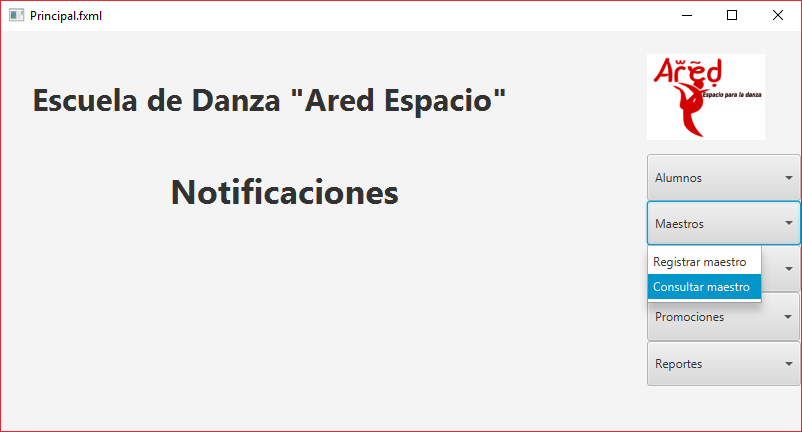 Principal.fxml
Escuela de Danza "Ared Espacio"
Notificaciones
Ared
Espacio para la danza
Alumnos
Maestros
Registrar maestro
Consultar maestro
Promociones
Reportes